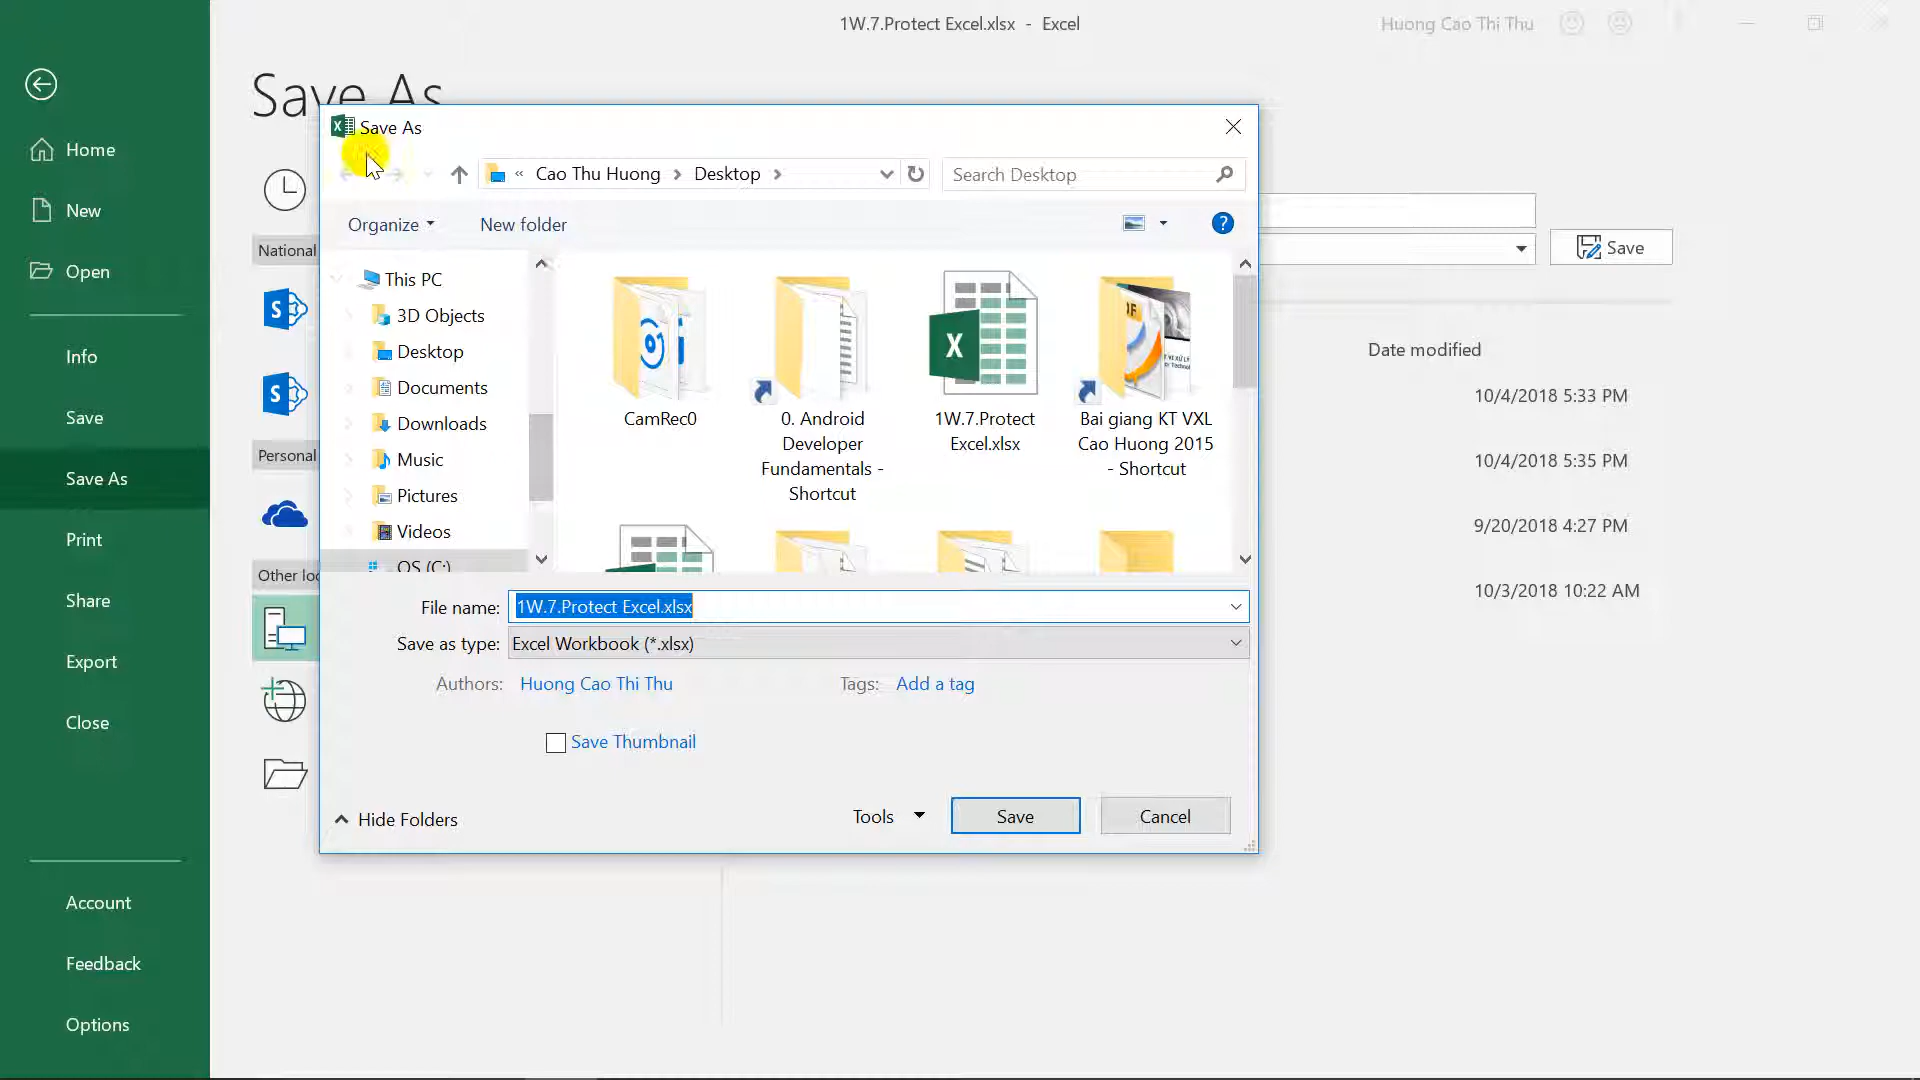 1W.7.Protect Excel.xlsx - Excel
Huong Cao Thi Thu
Save As
Save As
Home
Cao Thu Huong
Desktop
Search Desktop
New
Organize
New folder
National
Save
Open
This PC
3D Objects
Desktop
Documents
Downloads
Music
Pictures
Videos
OS (C:)
CamRec0
0. Android
Developer
Fundamentals -
Shortcut
1W.7.Protect
Excel.xlsx
Bai giang KT VXL
Cao Huong 2015
- Shortcut
Date modified
10/4/2018 5:33 PM
10/4/2018 5:35 PM
9/20/2018 4:27 PM
10/3/2018 10:22 AM
Info
Save
Personal
Save As
Print
Other loc
Share
Export
Close
File name: 1W.7.Protect Excel.xlsx
Save as type: Excel Workbook (*.xlsx)
Authors: Huong Cao Thi Thu
Tags: Add a tag
Save Thumbnail
Hide Folders
Tools
Save
Cancel
Account
Feedback
Options